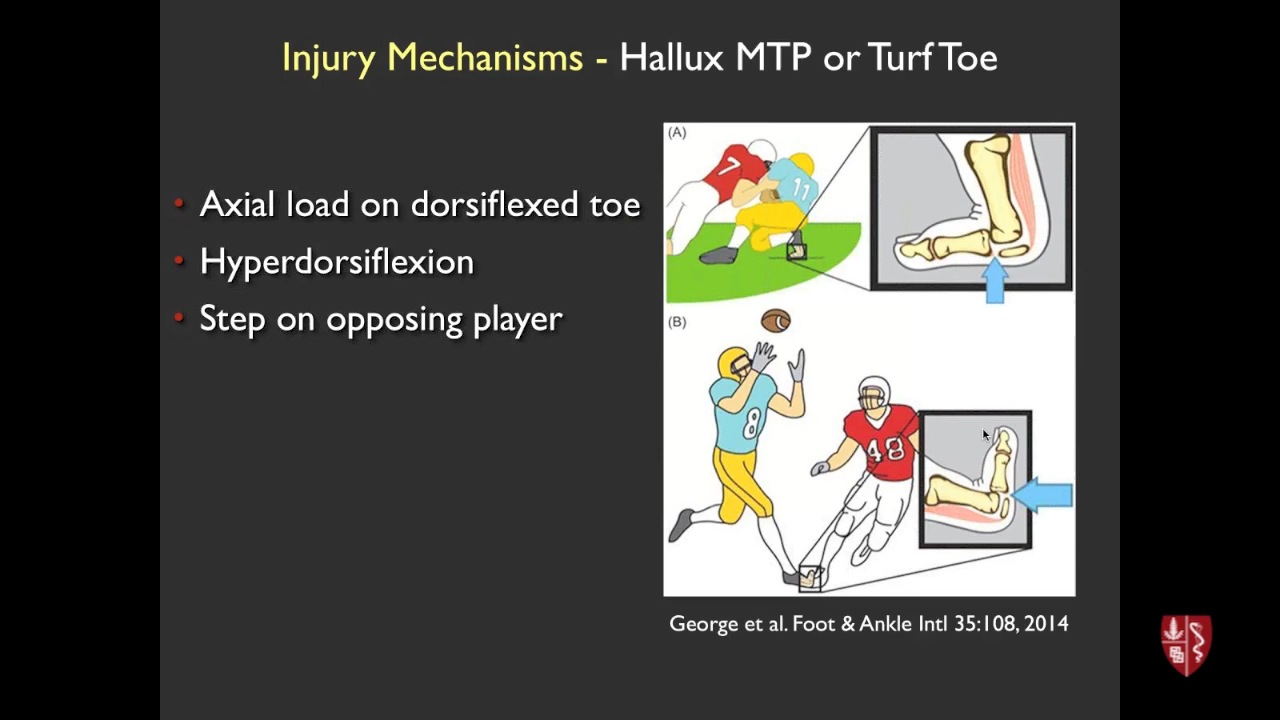 Injury Mechanisms - Hallux MTP or Turf Toe
• Axial load on dorsiflexed toe
• Hyperdorsiflexion
• Step on opposing player
(A)
7
11
(B)
8
48
George et al. Foot & Ankle Intl 35:108, 2014